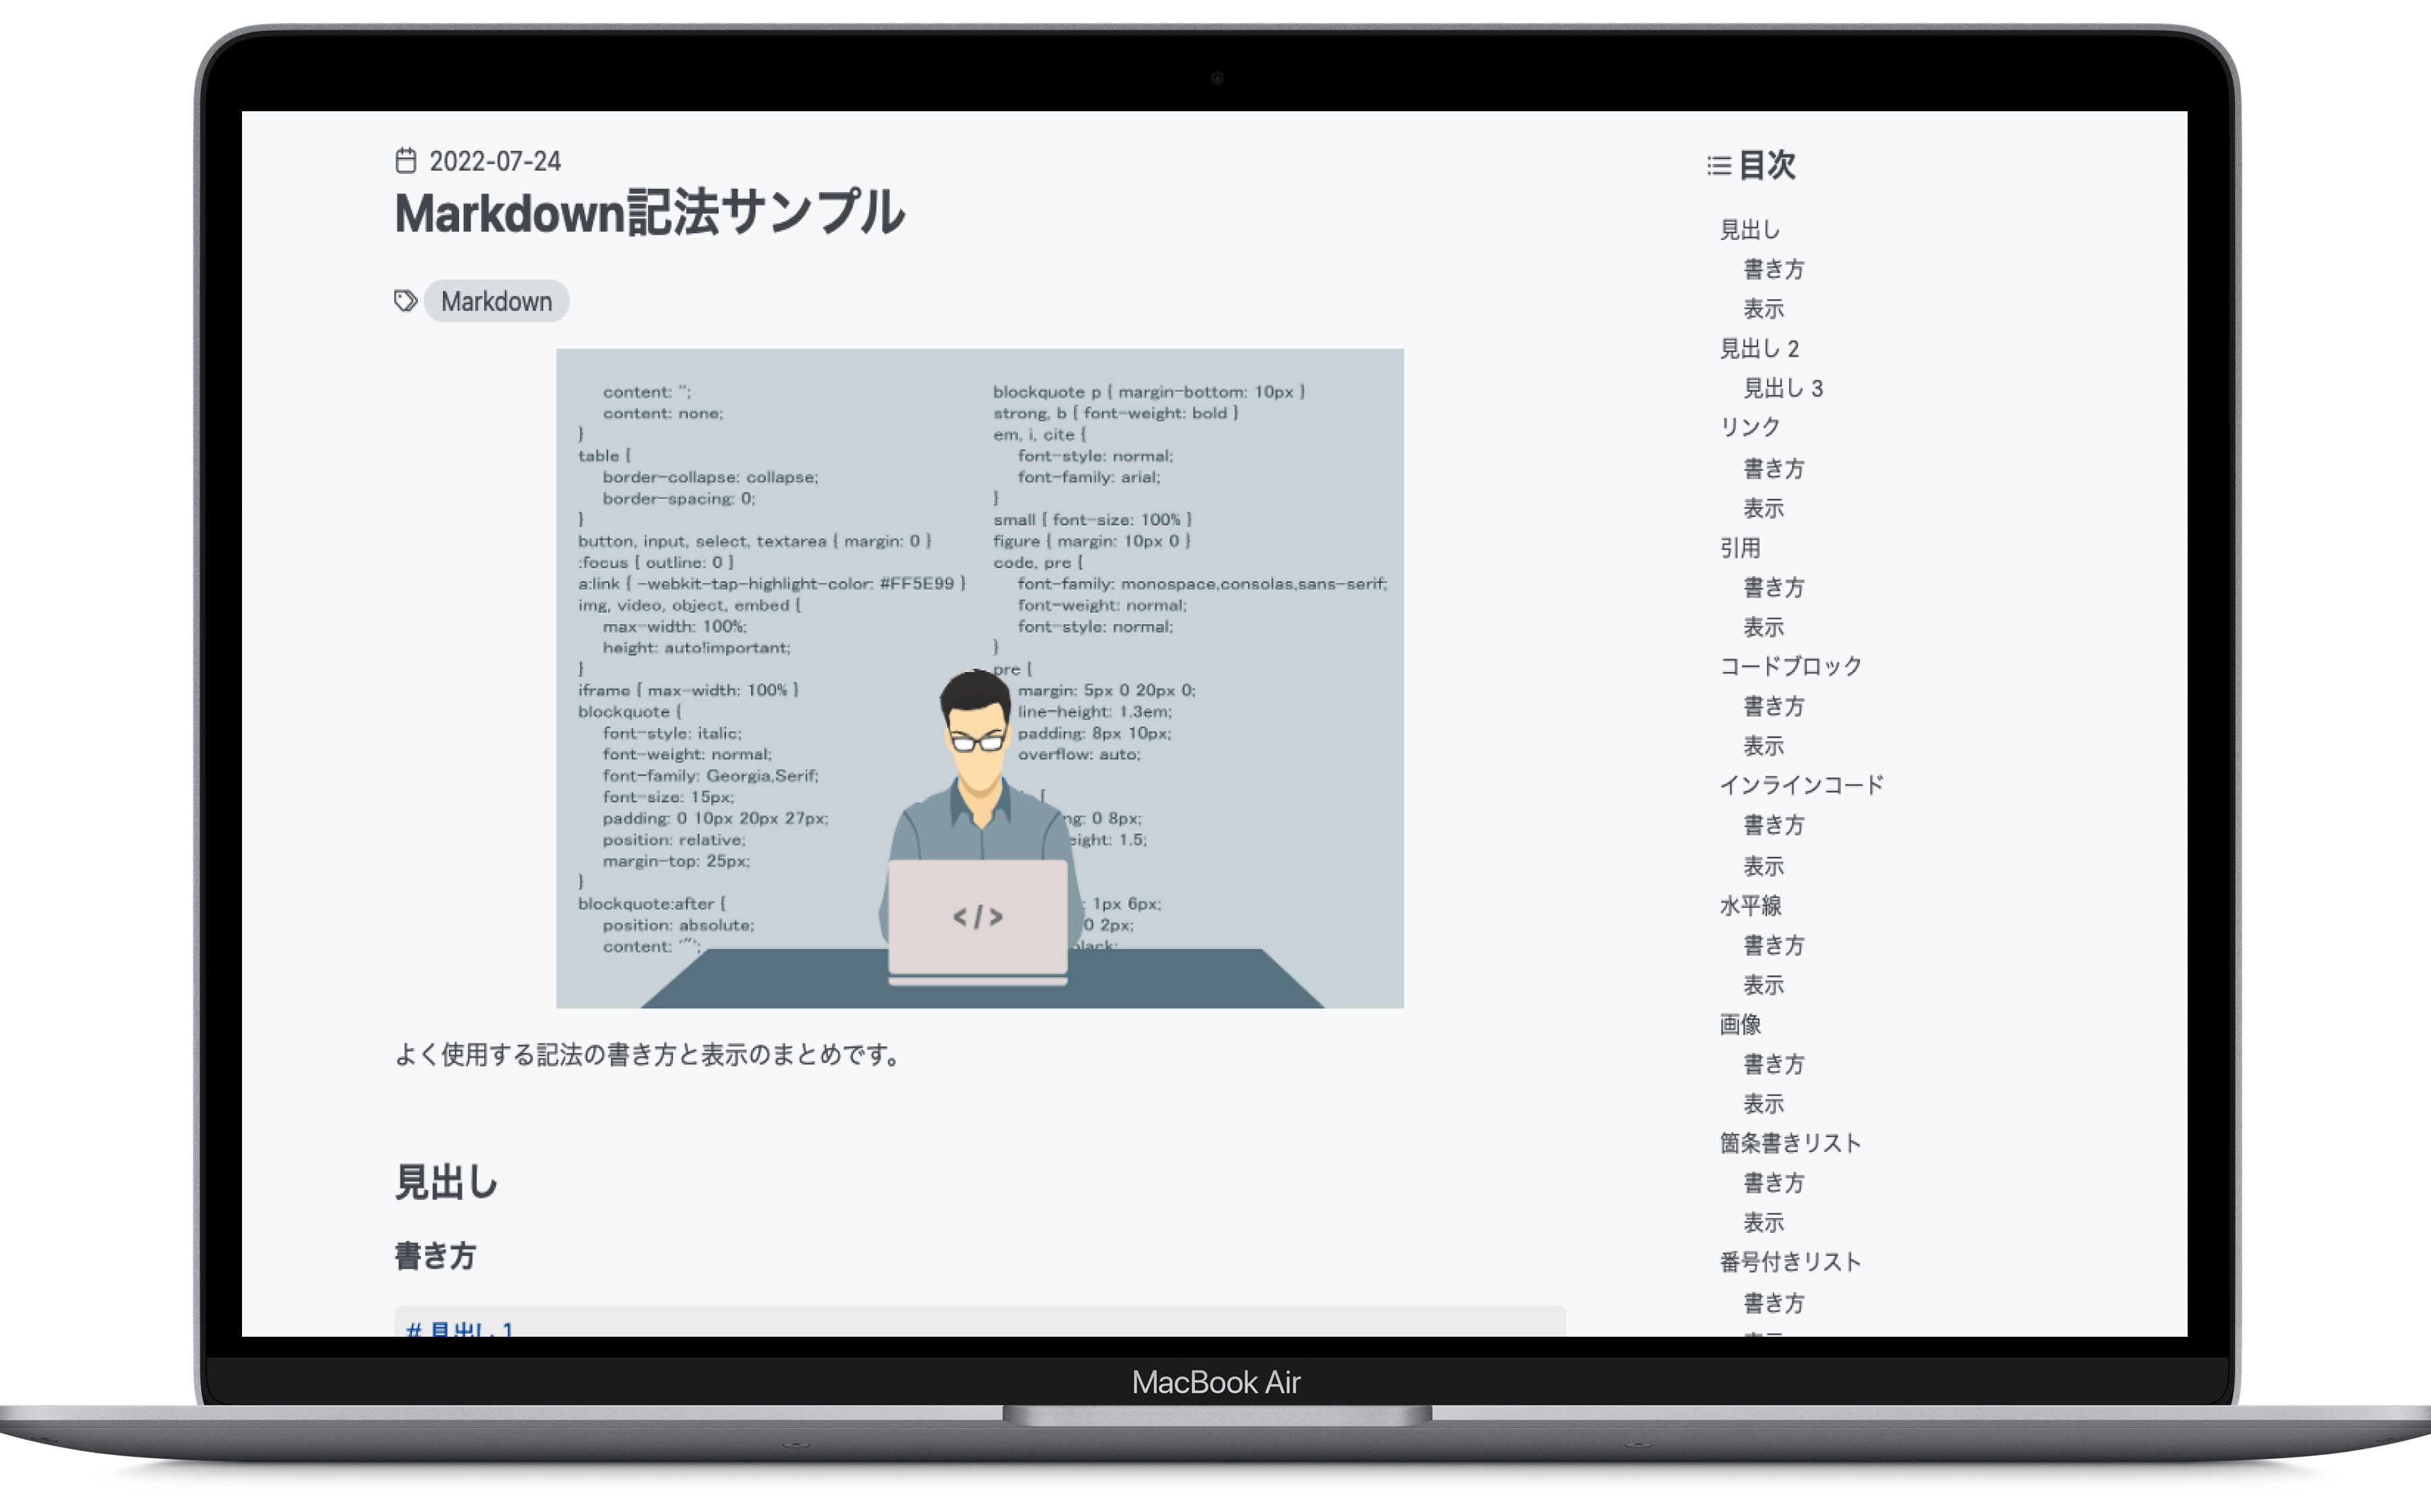 2022-07-24
Markdown記法サンプル
Markdown
content: '';
content: none;
}
table {
border-collapse: collapse;
border-spacing: 0;
}
button, input, select, textarea { margin: 0 }
:focus { outline: 0 }
a:link { -webkit-tap-highlight-color: #FF5E99 }
img, video, object, embed {
max-width: 100%;
height: auto!important;
}
iframe { max-width: 100% }
blockquote {
font-style: italic;
font-weight: normal;
font-family: Georgia,Serif;
font-size: 15px;
padding: 0 10px 20px 27px;
position: relative;
margin-top: 25px;
}
blockquote:after {
position: absolute;
content: '"';
blockquote p { margin-bottom: 10px }
strong, b { font-weight: bold }
em, i, cite {
font-style: normal;
font-family: arial;
}
small { font-size: 100% }
figure { margin: 10px 0 }
code, pre {
font-family: monospace,consolas,sans-serif;
font-weight: normal;
font-style: normal;
}
pre {
margin: 5px 0 20px 0;
line-height: 1.3em;
padding: 8px 10px;
overflow: auto;
{
ng: 0 8px;
eight: 1.5;
: 1px 6px;
0 2px;
black;
</>
よく使用する記法の書き方と表示のまとめです。
見出し
書き方
# 見出し 1
目次
見出し
書き方
表示
見出し 2
見出し 3
リンク
書き方
表示
引用
書き方
表示
コードブロック
書き方
表示
インラインコード
書き方
表示
水平線
書き方
表示
画像
書き方
表示
箇条書きリスト
書き方
表示
番号付きリスト
書き方
MacBook Air